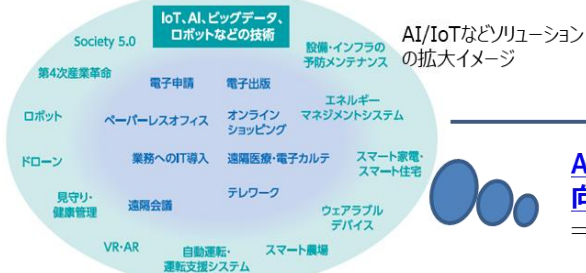 IoT、AI、ビッグデータ、
ロボットなどの技術
AI/IoTなどソリューション
の拡大イメージ
Society 5.0
設備・インフラの
予防メンテナンス
第4次産業革命
電子申請
電子出版
エネルギー
マネジメントシステム
ロボット
ペーパーレスオフィス
オンライン
ショッピング
ドローン
業務へのIT導入
遠隔医療・電子カルテ
スマート家電・
スマート住宅
見守り・
健康管理
遠隔会議
テレワーク
ウェアラブル
デバイス
VR・AR
自動運転・
運転支援システム
スマート農場
A
向